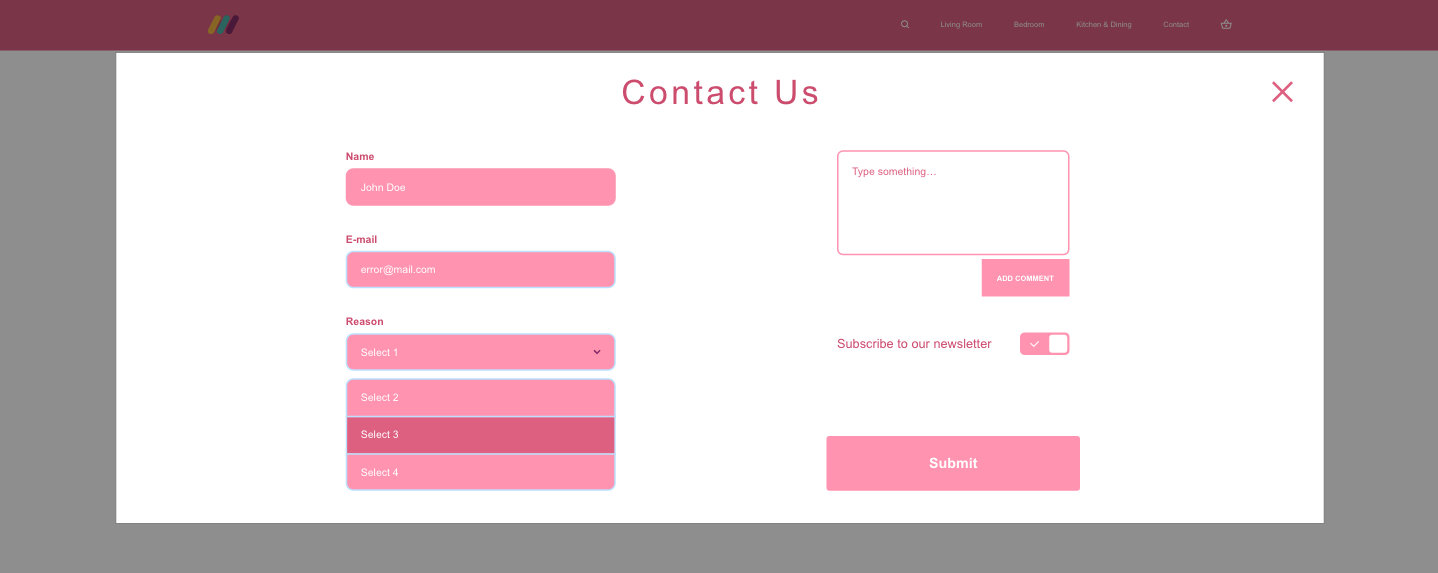 Living Room
Bedroom
Kitchen & Dining
Contact
Contact Us
Name
John Doe
E-mail
error@mail.com
Reason
Select 1
Select 2
Select 3
Select 4
Type something...
ADD COMMENT
Subscribe to our newsletter
Submit